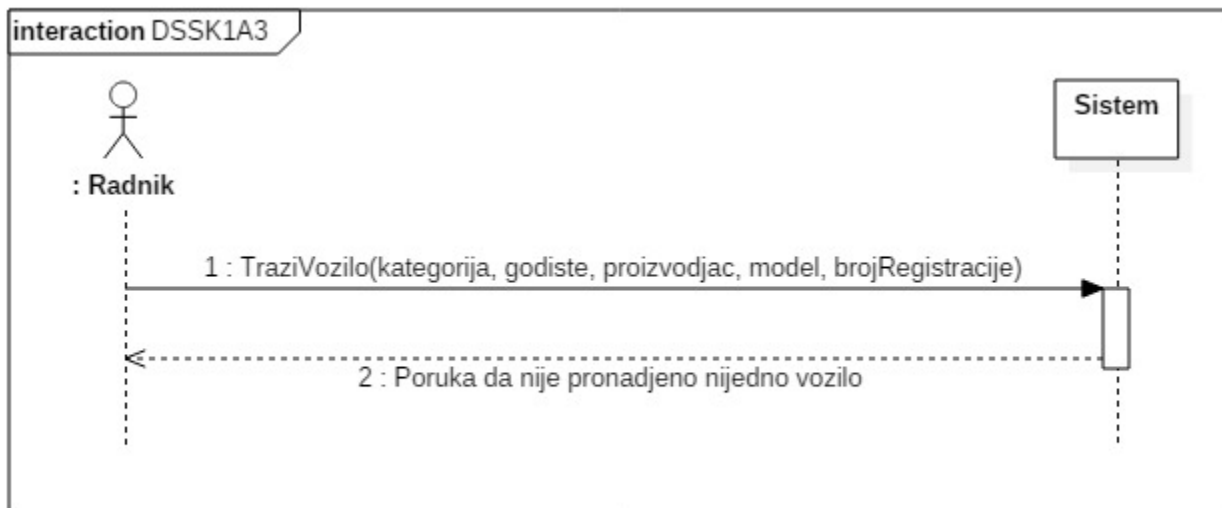 interaction DSSK1A3
Sistem
: Radnik
1 : TraziVozilo(kategorija, godiste, proizvodjac, model, brojRegistracije)
2 : Poruka da nije pronadjeno nijedno vozilo